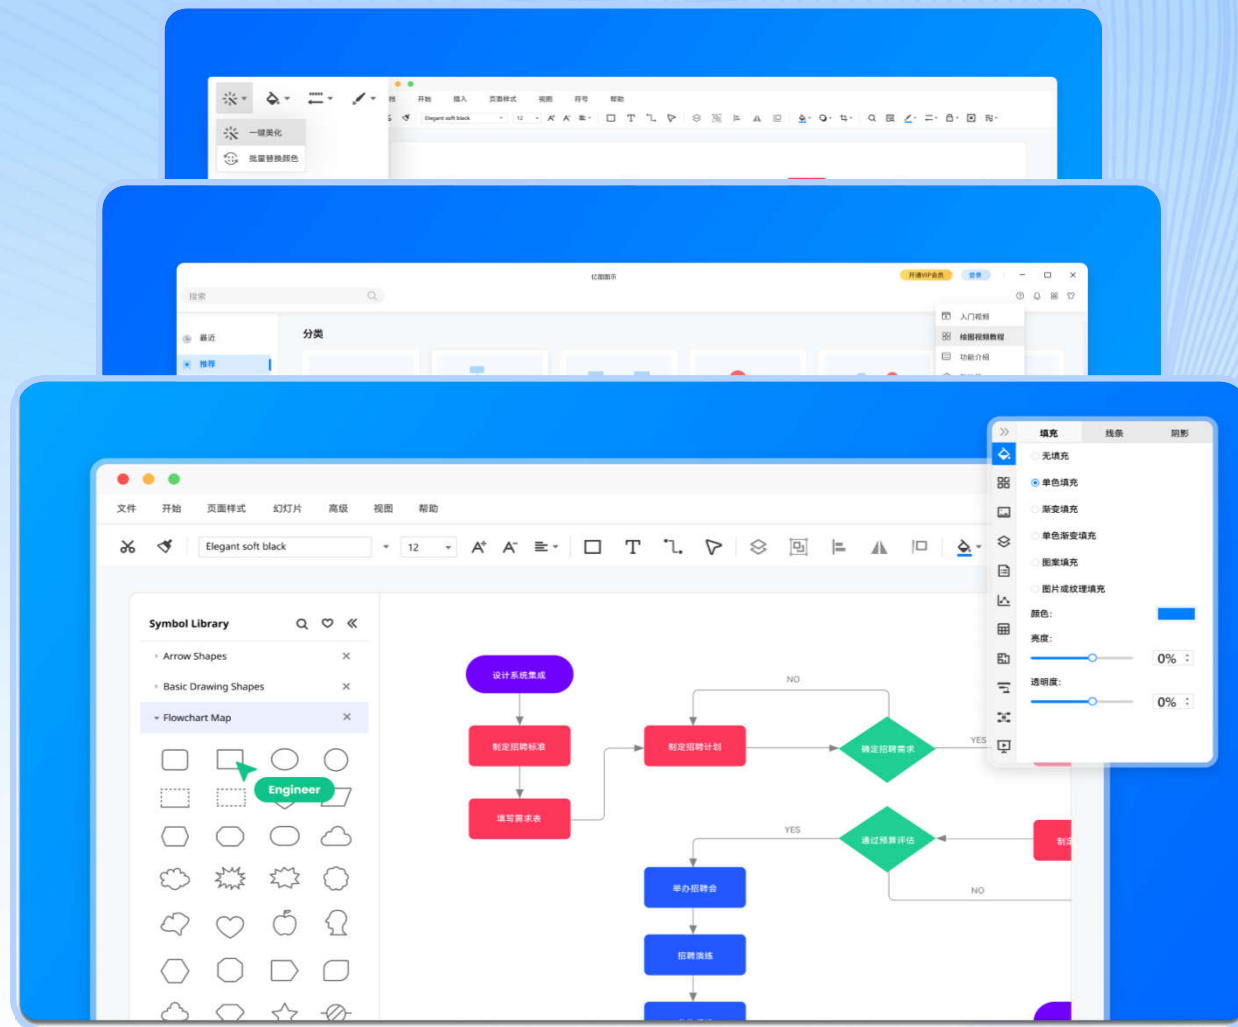 开始 插入 页面样式 视图 符号 帮助
Elegant soft black 12
一键美化
批量替换颜色
亿图图示
开通VIP会员 登录
搜索
入门视频
最近
分类
绘图视频教程
推荐
功能介绍
填充 线条 阴影
无填充
单色填充
渐变填充
单色渐变填充
图案填充
图片或纹理填充
颜色:
亮度:
0%
透明度:
0%
文件 开始 页面样式 幻灯片 高级 视图 帮助
Elegant soft black 12
Symbol Library
Arrow Shapes
Basic Drawing Shapes
Flowchart Map
Engineer
设计系统集成
NO
制定招聘标准
制定招聘计划
确定招聘需求
YES
填写需求表
YES
通过预算评估
举办招聘会
NO
招聘演练